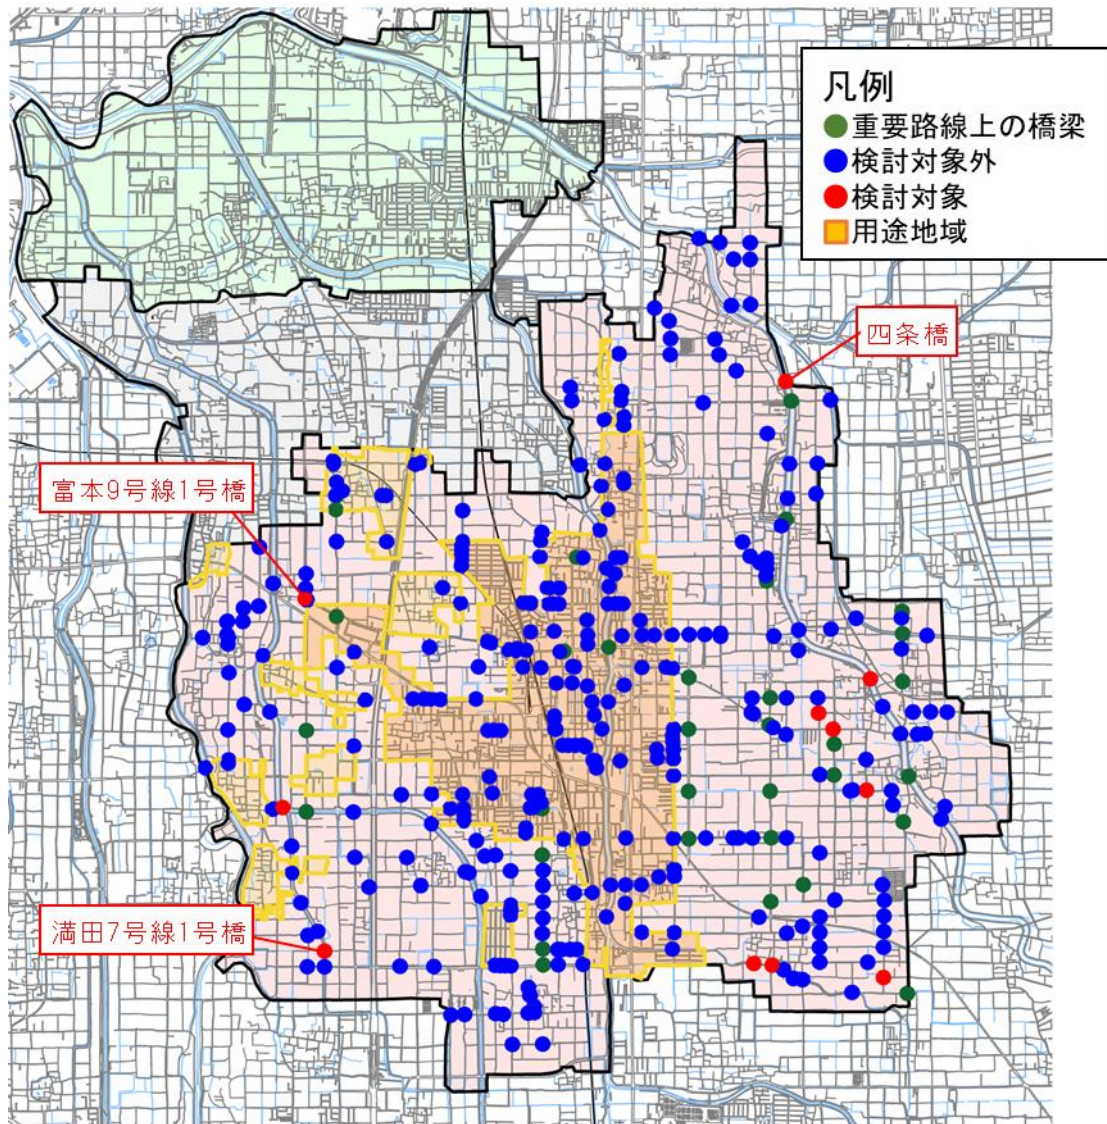 凡例
重要路線上の橋梁
検討対象外
検討対象
用途地域
四条橋
富本9号線1号橋
満田7号線1号橋